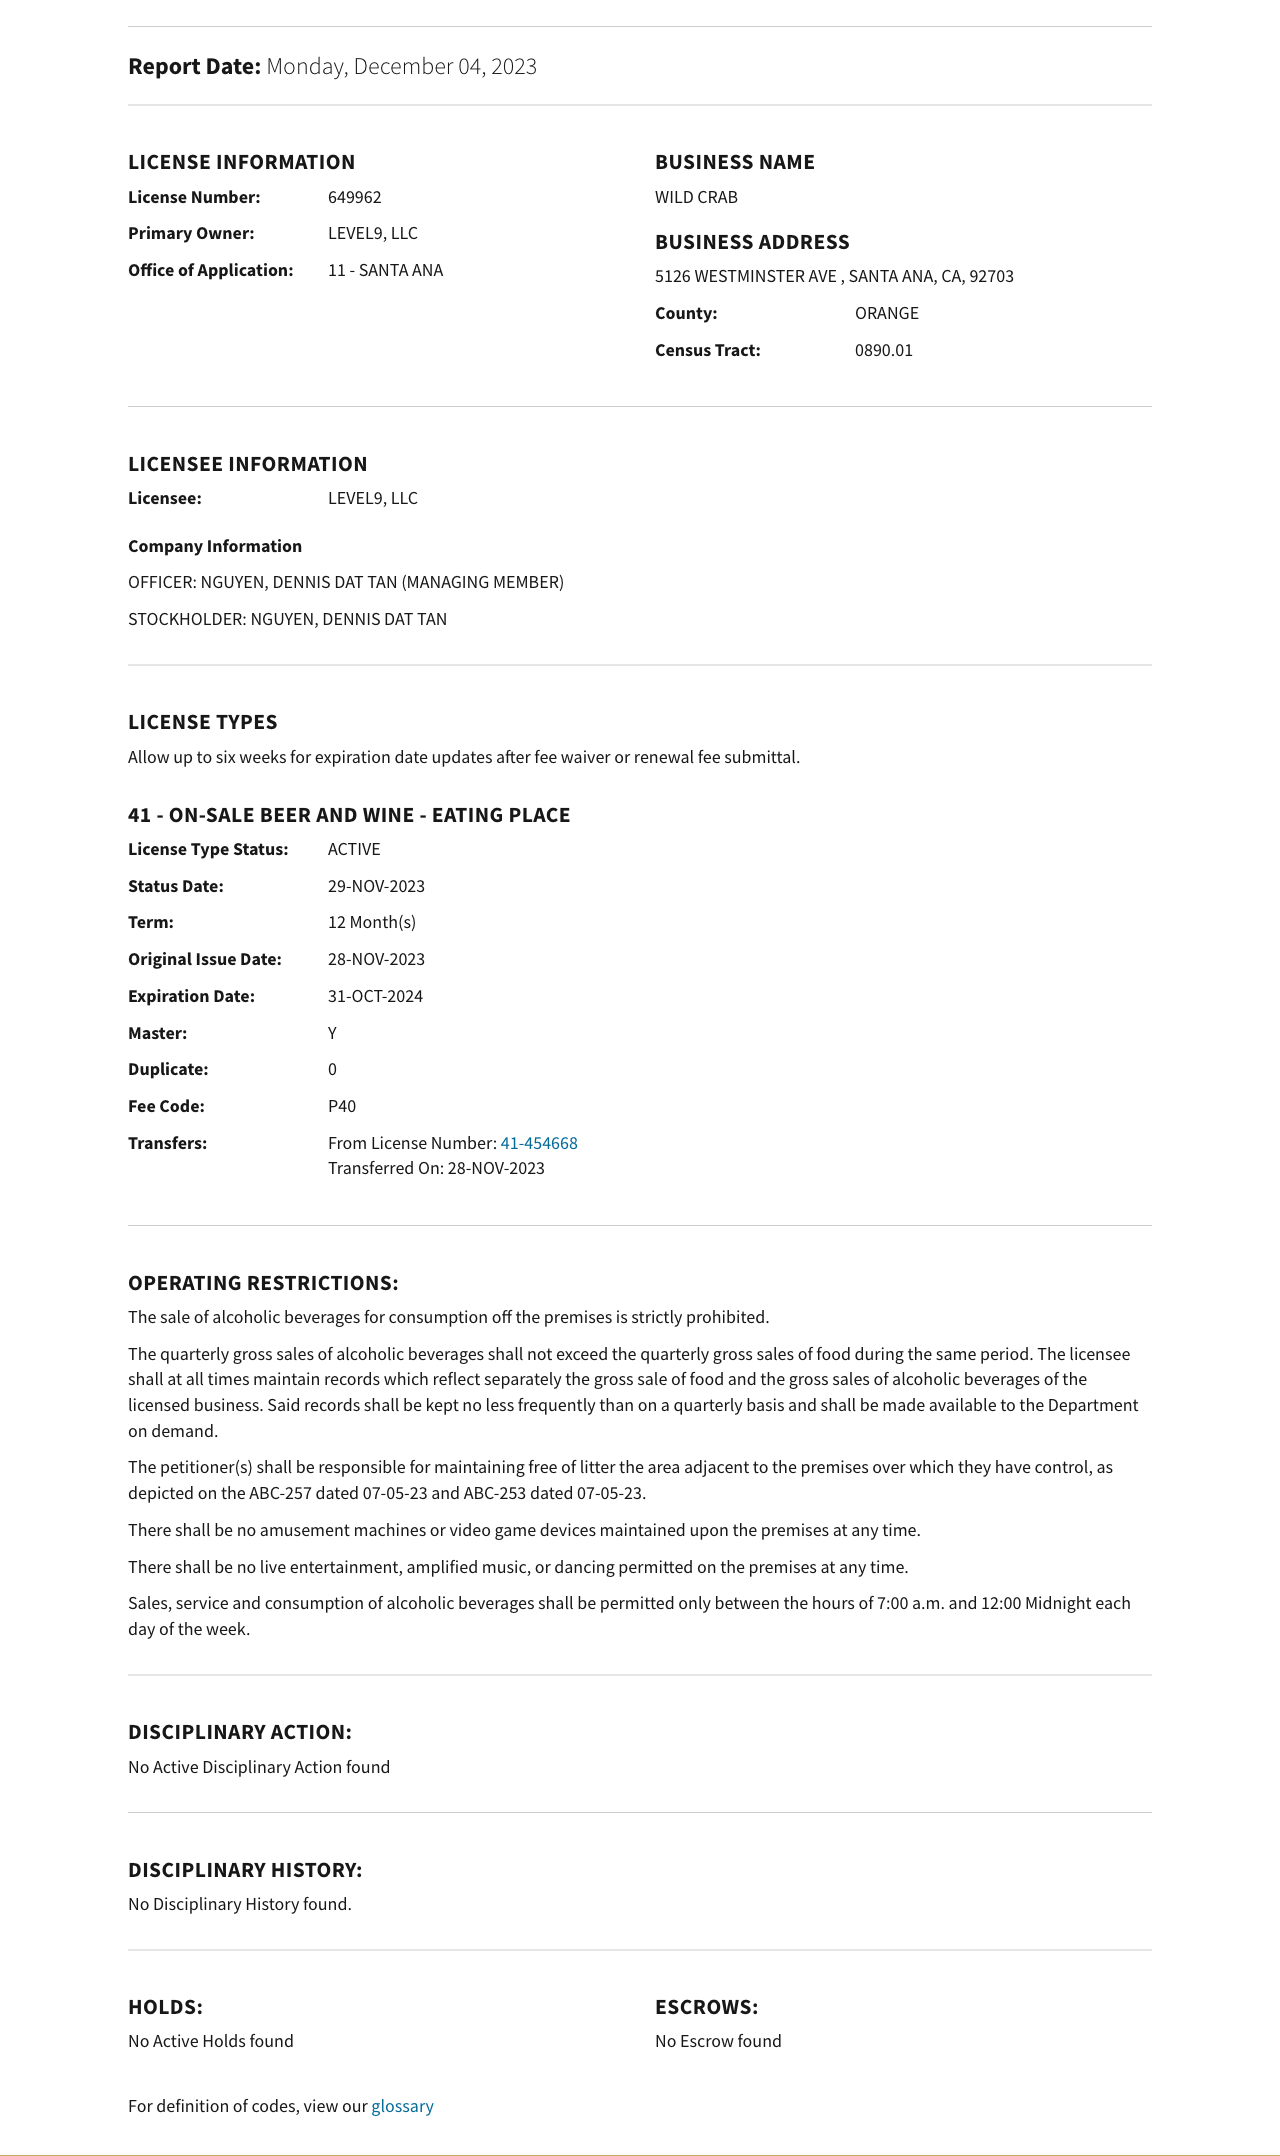 Report Date: Monday, December 04, 2023
LICENSE INFORMATION
License Number: 649962
Primary Owner: LEVEL9, LLC
Office of Application: 11 - SANTA ANA
BUSINESS NAME
WILD CRAB
BUSINESS ADDRESS
5126 WESTMINSTER AVE , SANTA ANA, CA, 92703
County: ORANGE
Census Tract: 0890.01
LICENSEE INFORMATION
Licensee: LEVEL9, LLC
Company Information
OFFICER: NGUYEN, DENNIS DAT TAN (MANAGING MEMBER)
STOCKHOLDER: NGUYEN, DENNIS DAT TAN
LICENSE TYPES
Allow up to six weeks for expiration date updates after fee waiver or renewal fee submittal.
41 - ON-SALE BEER AND WINE - EATING PLACE
License Type Status: ACTIVE
Status Date: 29-NOV-2023
Term: 12 Month(s)
Original Issue Date: 28-NOV-2023
Expiration Date: 31-OCT-2024
Master: Y
Duplicate: 0
Fee Code: P40
Transfers: From License Number: 41-454668
Transferred On: 28-NOV-2023
OPERATING RESTRICTIONS:
The sale of alcoholic beverages for consumption off the premises is strictly prohibited.
The quarterly gross sales of alcoholic beverages shall not exceed the quarterly gross sales of food during the same period. The licensee
shall at all times maintain records which reflect separately the gross sale of food and the gross sales of alcoholic beverages of the
licensed business. Said records shall be kept no less frequently than on a quarterly basis and shall be made available to the Department
on demand.
The petitioner(s) shall be responsible for maintaining free of litter the area adjacent to the premises over which they have control, as
depicted on the ABC-257 dated 07-05-23 and ABC-253 dated 07-05-23.
There shall be no amusement machines or video game devices maintained upon the premises at any time.
There shall be no live entertainment, amplified music, or dancing permitted on the premises at any time.
Sales, service and consumption of alcoholic beverages shall be permitted only between the hours of 7:00 a.m. and 12:00 Midnight each
day of the week.
DISCIPLINARY ACTION:
No Active Disciplinary Action found
DISCIPLINARY HISTORY:
No Disciplinary History found.
HOLDS:
No Active Holds found
ESCROWS:
No Escrow found
For definition of codes, view our glossary